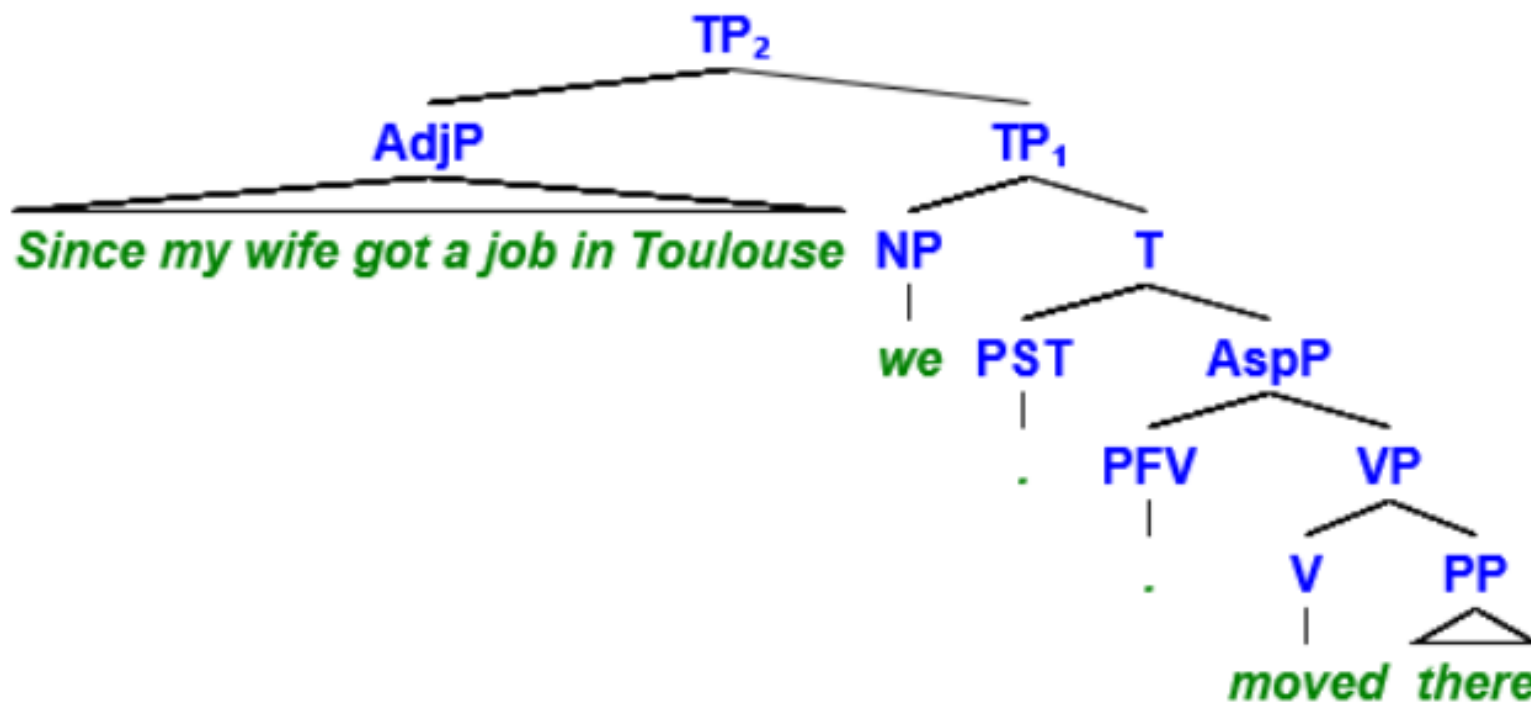 TP₂
AdjP TP₁
Since my wife got a job in Toulouse NP T
we PST AspP
. PFV VP
. V PP
moved there